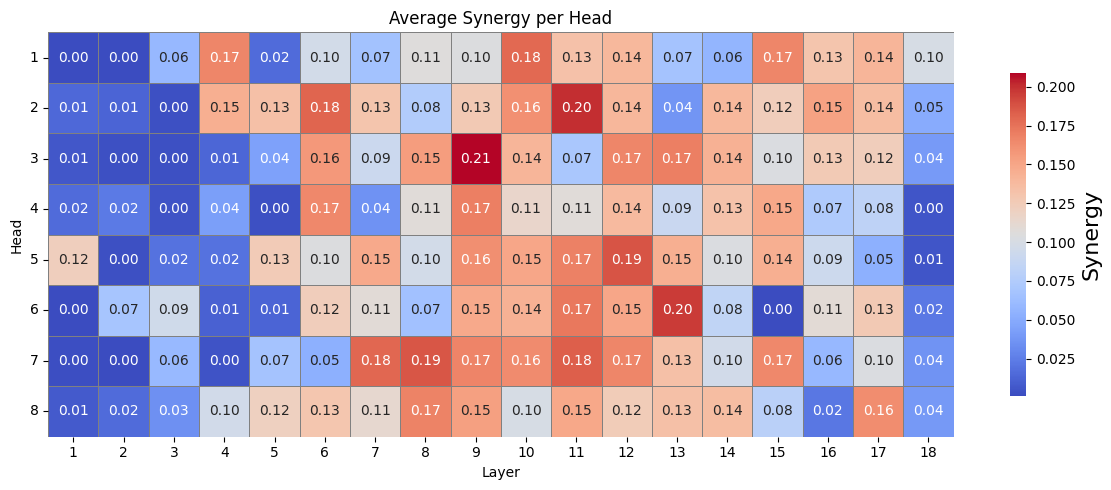 Average Synergy per Head
1 0.00 0.00 0.06 0.17 0.02 0.10 0.07 0.11 0.10 0.18 0.13 0.14 0.07 0.06 0.17 0.13 0.14 0.10
2 0.01 0.01 0.00 0.15 0.13 0.18 0.13 0.08 0.13 0.16 0.20 0.14 0.04 0.14 0.12 0.15 0.14 0.05
3 0.01 0.00 0.00 0.01 0.04 0.16 0.09 0.15 0.21 0.14 0.07 0.17 0.17 0.14 0.10 0.13 0.12 0.04
4 0.02 0.02 0.00 0.04 0.00 0.17 0.04 0.11 0.17 0.11 0.11 0.14 0.09 0.13 0.15 0.07 0.08 0.00
5 0.12 0.00 0.02 0.02 0.13 0.10 0.15 0.10 0.16 0.15 0.17 0.19 0.15 0.10 0.14 0.09 0.05 0.01
6 0.00 0.07 0.09 0.01 0.01 0.12 0.11 0.07 0.15 0.14 0.17 0.15 0.20 0.08 0.00 0.11 0.13 0.02
7 0.00 0.00 0.06 0.00 0.07 0.05 0.18 0.19 0.17 0.16 0.18 0.17 0.13 0.10 0.17 0.06 0.10 0.04
8 0.01 0.02 0.03 0.10 0.12 0.13 0.11 0.17 0.15 0.10 0.15 0.12 0.13 0.14 0.08 0.02 0.16 0.04
1 2 3 4 5 6 7 8 9 10 11 12 13 14 15 16 17 18
Layer
Head
0.200
0.175
0.150
0.125
0.100
0.075
0.050
0.025
Synergy